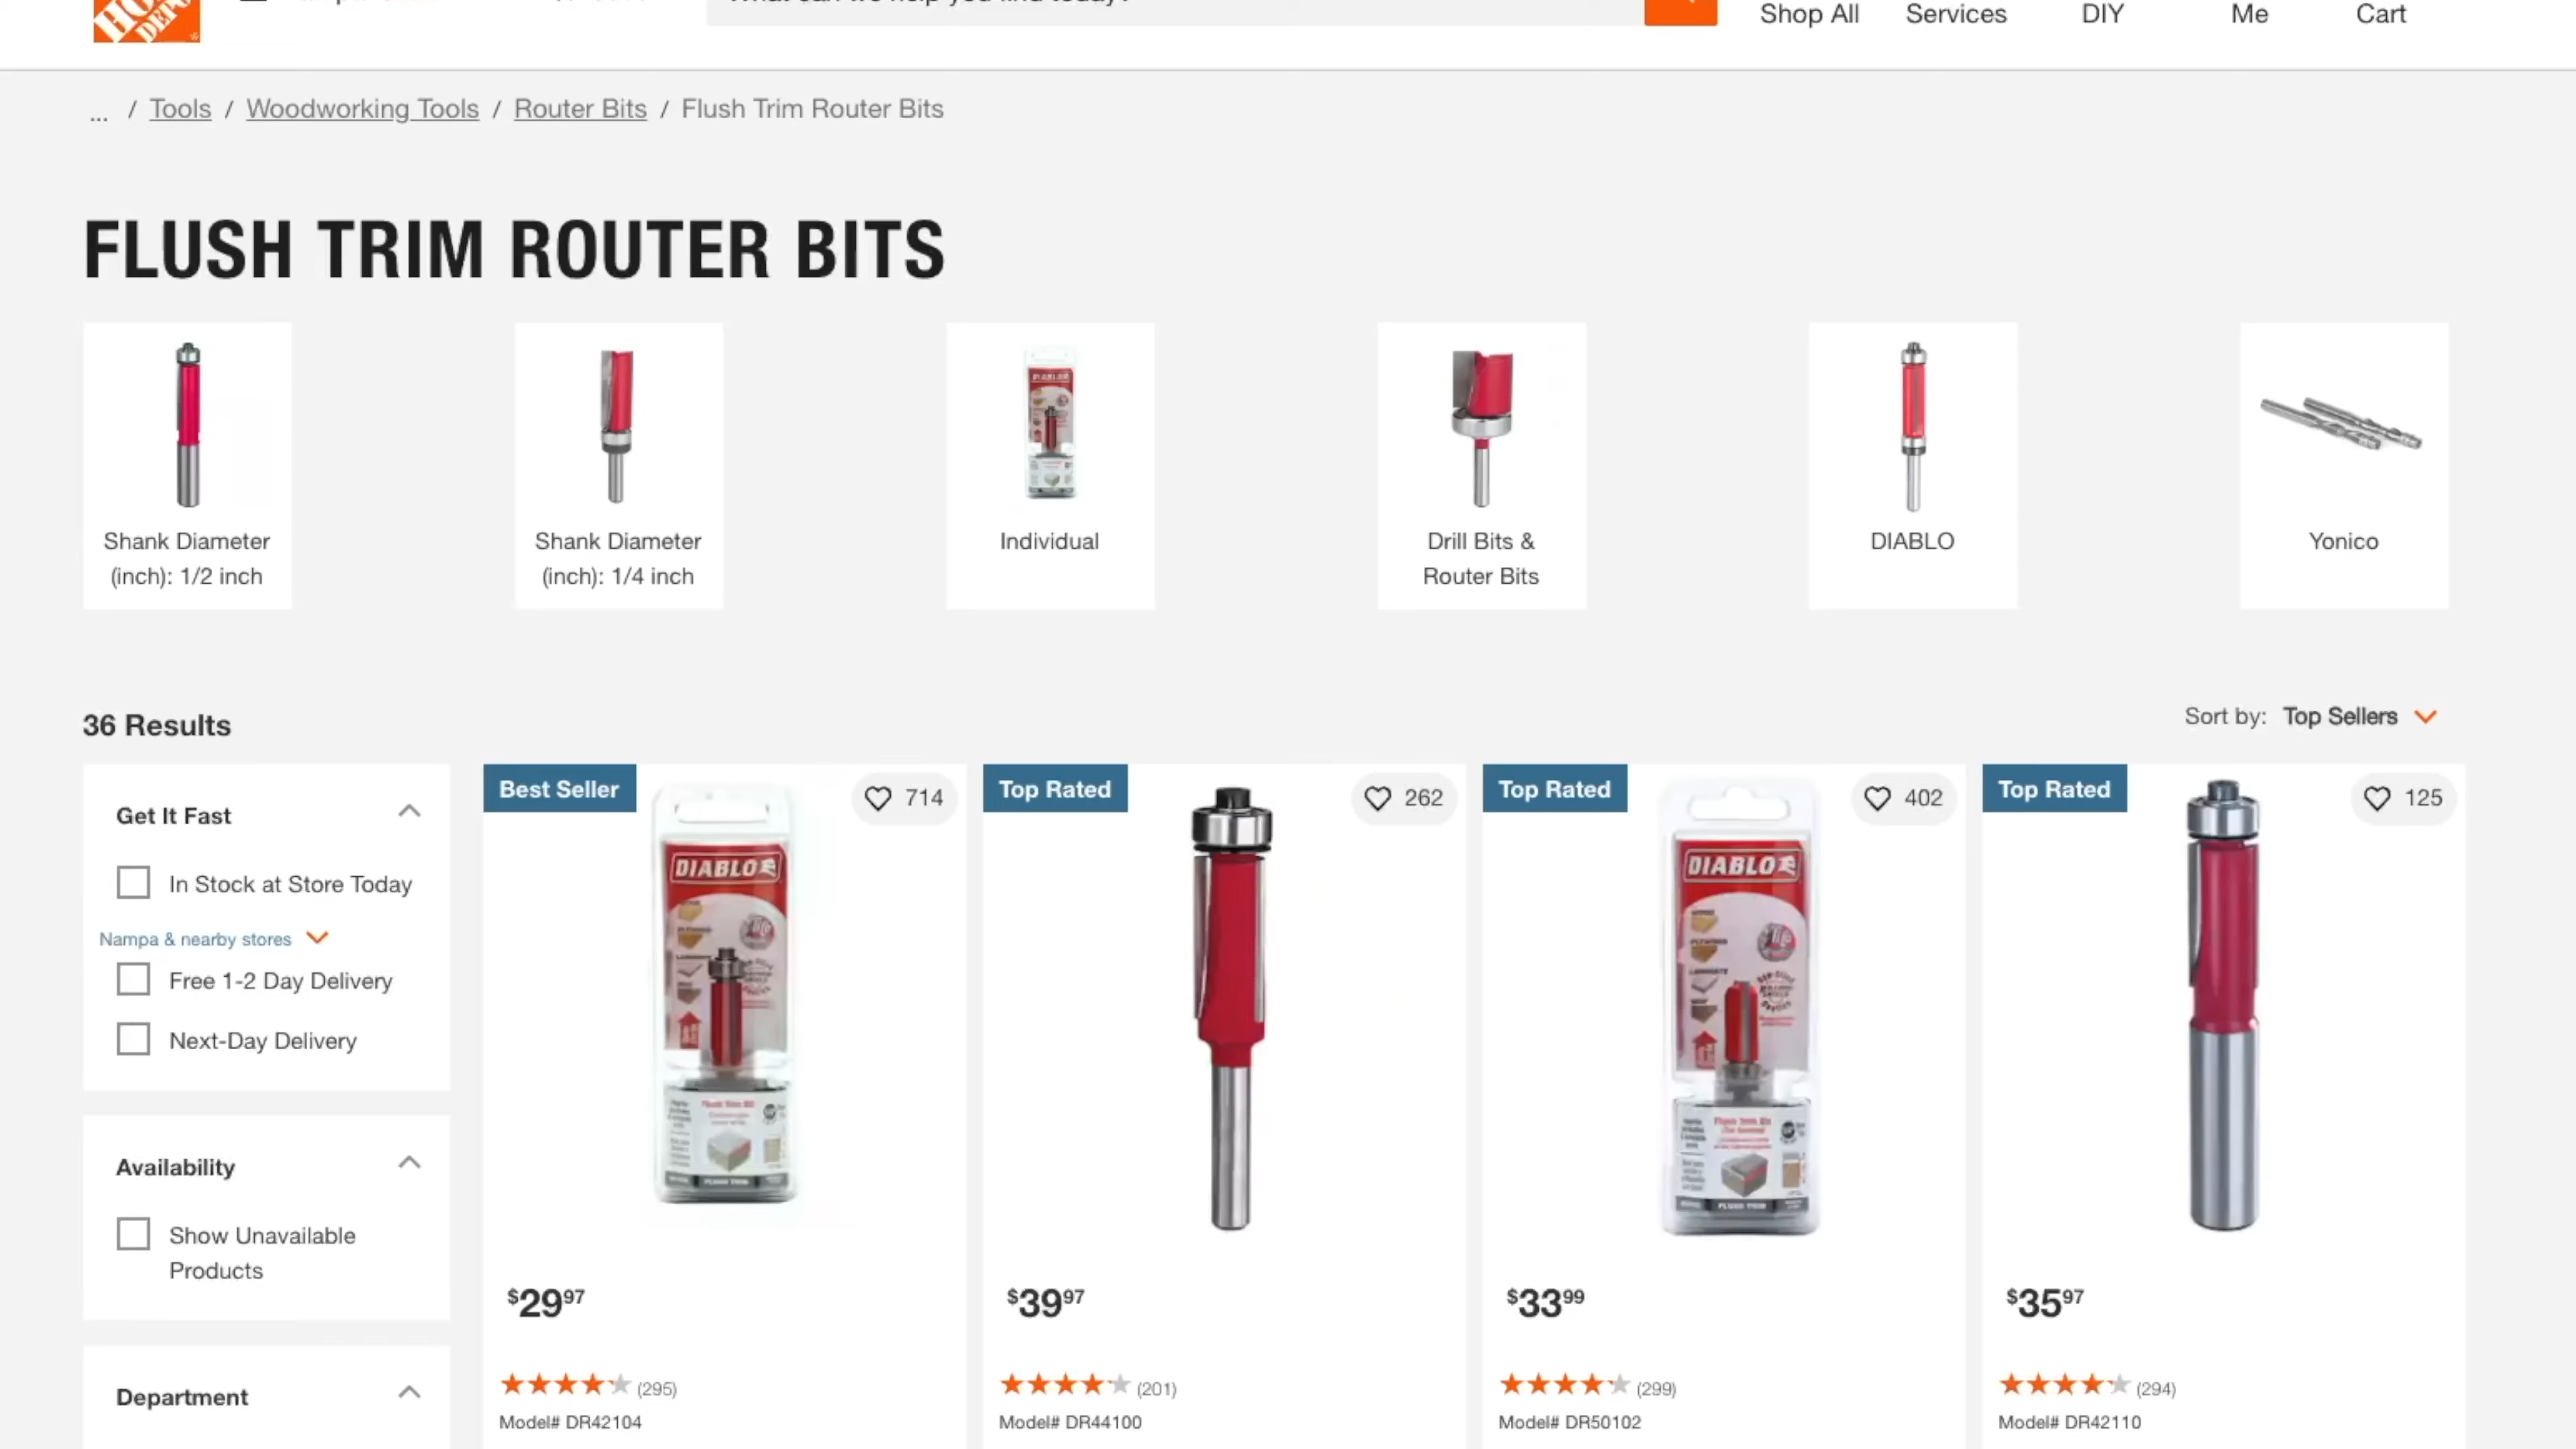 Shop All
Services
DIY
Me
Cart
... / Tools / Woodworking Tools / Router Bits / Flush Trim Router Bits
FLUSH TRIM ROUTER BITS
Shank Diameter
(inch): 1/2 inch
Shank Diameter
(inch): 1/4 inch
Individual
Drill Bits &
Router Bits
DIABLO
Yonico
36 Results
Sort by: Top Sellers
Get It Fast
In Stock at Store Today
Nampa & nearby stores
Free 1-2 Day Delivery
Next-Day Delivery
Availability
Show Unavailable
Products
Department
Best Seller
714
DIABLO
FLUSH TRIM
$29 97
(295)
Model# DR42104
Top Rated
262
$39 97
(201)
Model# DR44100
Top Rated
402
DIABLO
FLUSH TRIM
$33 99
(299)
Model# DR50102
Top Rated
125
$35 97
(294)
Model# DR42110